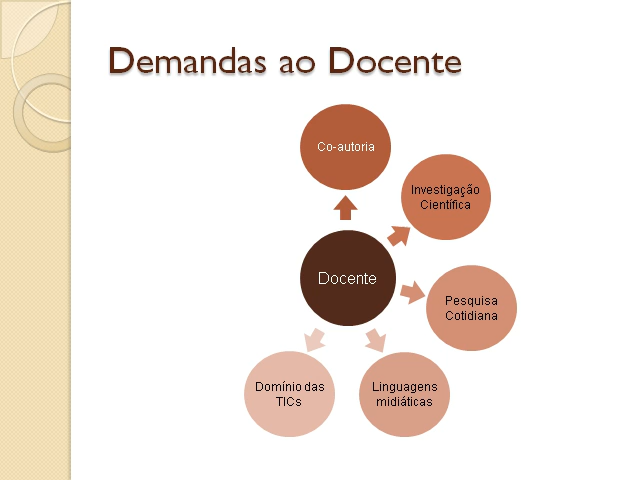 Demandas ao Docente
Co-autoria
Investigação
Científica
Docente
Pesquisa
Cotidiana
Domínio das
TICs
Linguagens
midiáticas